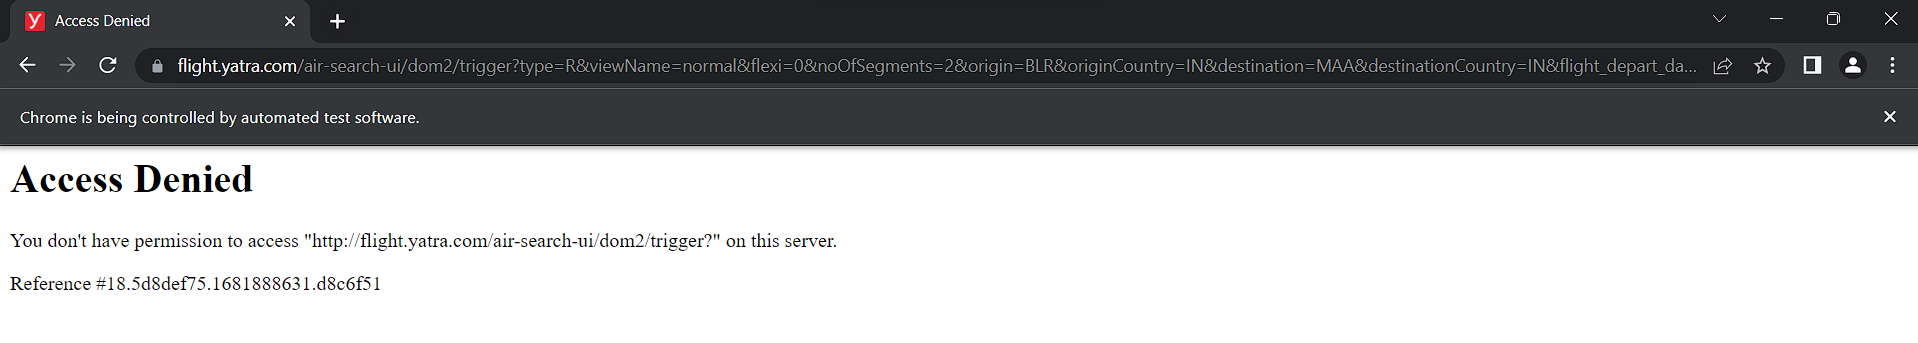 Access Denied
flight.yatra.com/air-search-ui/dom2/trigger?type=R&viewName=normal&flexi=0&noOfSegments=2&origin=BLR&originCountry=IN&destination=MAA&destinationCountry=IN&flight_depart_da...
Chrome is being controlled by automated test software.
Access Denied
You don't have permission to access "http://flight.yatra.com/air-search-ui/dom2/trigger?" on this server.
Reference #18.5d8def75.1681888631.d8c6f51